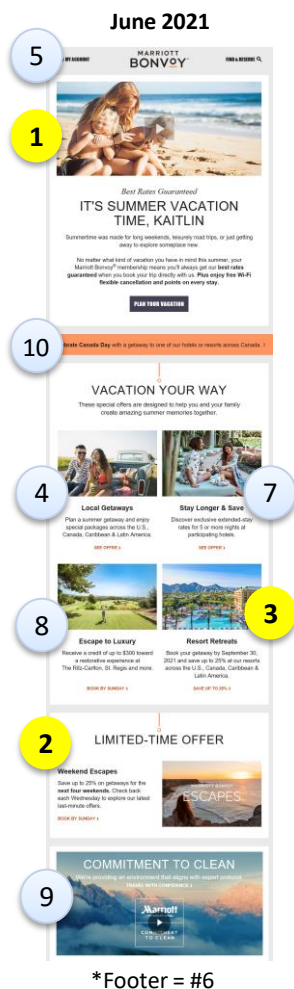 June 2021
5
MY ACCOUNT
MARRIOTT
BONVOY
FIND & RESERVE
1
Best Rates Guaranteed
IT'S SUMMER VACATION
TIME, KAITLIN
Summertime was made for long weekends, leisurely road trips, or just getting
away to explore someplace new.
No matter what kind of vacation you have in mind this summer, your
Marriott Bonvoy® membership means you'll always get our best rates
guaranteed when you book your trip directly with us. Plus enjoy free Wi-Fi
flexible cancellation and points on every stay.
PLAN YOUR VACATION
10
brate Canada Day with a getaway to one of our hotels or resorts across Canada. ›
VACATION YOUR WAY
These special offers are designed to help you and your family
create amazing summer memories together.
4
7
Local Getaways
Stay Longer & Save
Plan a summer getaway and enjoy
special packages across the U.S.,
Canada, Caribbean & Latin America.
Discover exclusive extended-stay
rates for 5 or more nights at
participating hotels.
SEE OFFER ›
SEE OFFER ›
8
3
Escape to Luxury
Resort Retreats
Receive a credit of up to $300 toward
a restorative experience at
The Ritz-Carlton, St. Regis and more.
Book your getaway by September 30,
2021 and save up to 25% at our resorts
across the U.S., Canada, Caribbean &
Latin America.
BOOK BY SUNDAY ›
SAVE UP TO 25% ›
2
LIMITED-TIME OFFER
Weekend Escapes
Save up to 25% on getaways for the
next four weekends. Check back
each Wednesday to explore our latest
last-minute offers.
BOOK BY SUNDAY ›
MARRIOTT BONVOY
ESCAPES
9
COMMITMENT TO CLEAN
We're providing an environment that aligns with expert protocol
TRAVEL WITH CONFIDENCE ›
Marriott
COMMITMENT
TO CLEAN
*Footer = #6